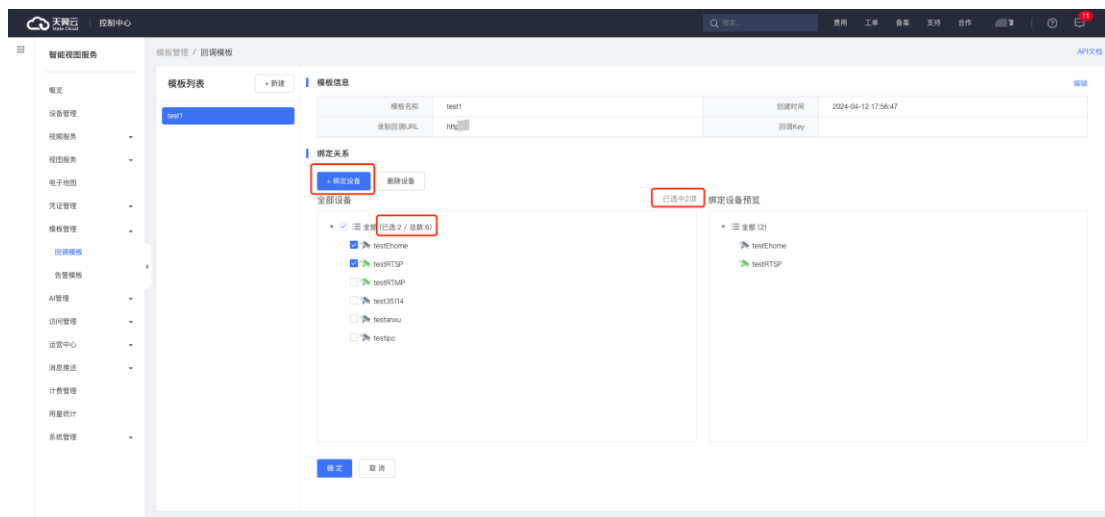 天翼云 控制中心 搜索... 费用 工单 备案 支持 合作 11
State Cloud
智能视图服务 模板管理 / 回调模板 API文档
概览
设备管理
视频服务
视图服务
电子地图
凭证管理
模板管理
回调模板
告警模板
AI管理
访问管理
运营中心
消息推送
计费管理
用量统计
系统管理
模板列表 + 新建
test1
模板信息 编辑
模板名称 test1 创建时间 2024-04-12 17:56:47
录制回调URL http 回调Key
绑定关系
+ 绑定设备 删除设备
全部设备 已选中2项 绑定设备预览
全部 (已选:2 / 总数:6) 全部 (2)
testEhome testEhome
testRTSP testRTSP
testRTMP
test35114
testanxu
testipc
确定 取消